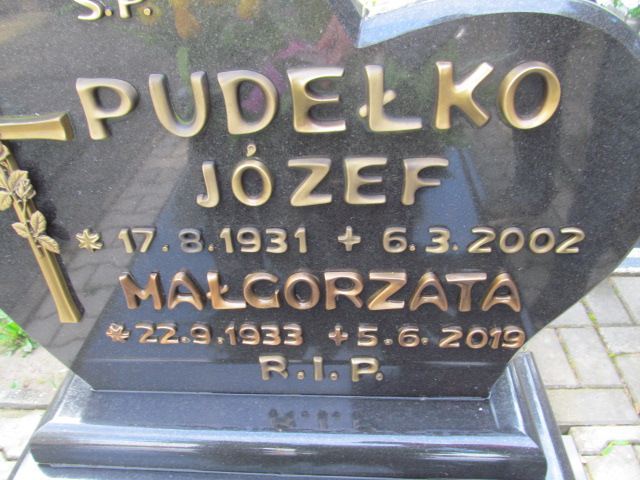 Ś.P.
PUDEŁKO
JÓZEF
* 17.8.1931 + 6.3.2002
MAŁGORZATA
* 22.9.1933 + 5.6.2019
R.I.P.